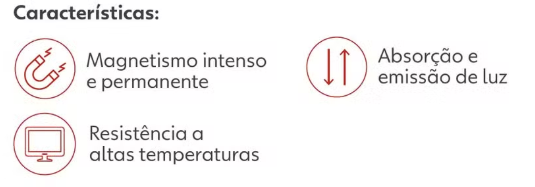 Características:
Magnetismo intenso
e permanente
Absorção e
emissão de luz
Resistência a
altas temperaturas